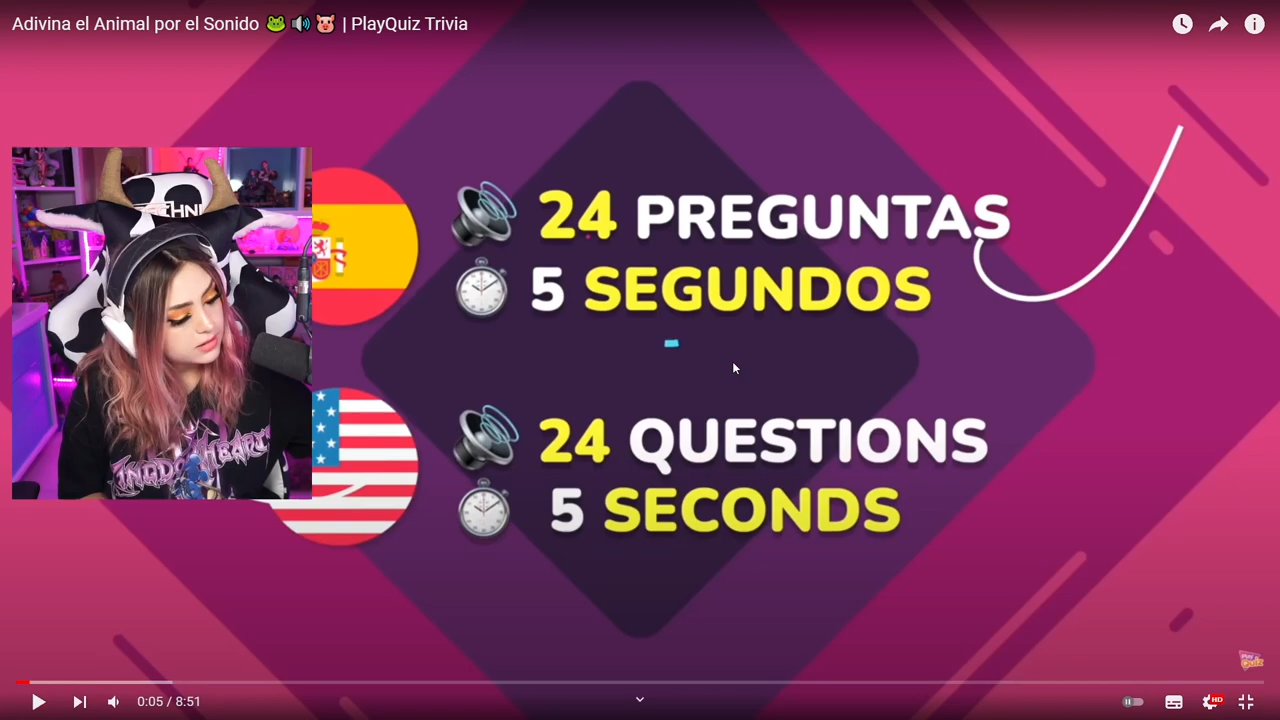 Adivina el Animal por el Sonido 🐸🔊🐷 | PlayQuiz Trivia
24 PREGUNTAS
5 SEGUNDOS
24 QUESTIONS
5 SECONDS
0:05 / 8:51
HD